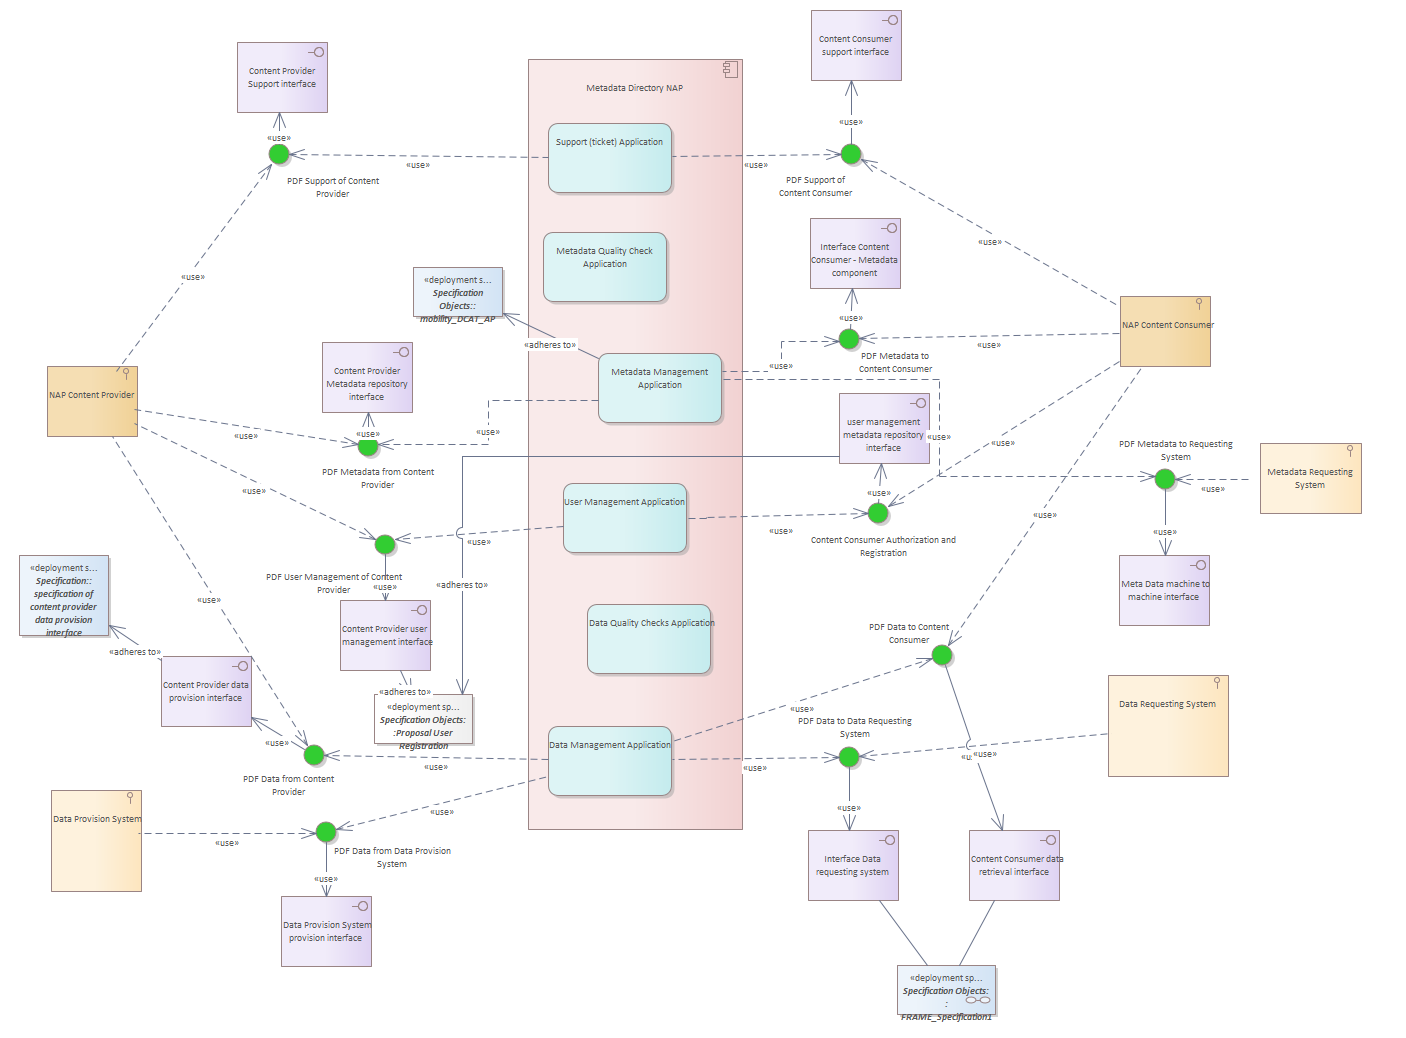 Content Consumer
support interface
Content Provider
Support interface
Metadata Directory NAP
«use»
«use»
Support (ticket) Application
«use»
«use»
PDF Support of Content
Provider
PDF Support of
Content Consumer
«use»
«use»
Metadata Quality Check
Application
Interface Content
Consumer - Metadata
component
«deployment s...
Specification
Objects::
mobility_DCAT_AP
«use»
NAP Content Consumer
«adheres to»
«use»
PDF Metadata to
Content Consumer
«use»
Content Provider
Metadata repository
interface
Metadata Management
Application
NAP Content Provider
user management
metadata repository
interface
«use»
«use»
«use»
«use»
«use»
PDF Metadata to Requesting
System
PDF Metadata from Content
Provider
Metadata Requesting
System
«use»
«use»
«use»
User Management Application
«use»
«use»
«use»
«use»
Content Consumer Authorization and
Registration
«use»
«deployment s...
Specification::
specification of
content provider
data provision
interface
PDF User Management of Content
Provider
«use»
«adheres to»
Meta Data machine to
machine interface
«use»
Content Provider user
management interface
Data Quality Checks Application
PDF Data to Content
Consumer
«adheres to»
Content Provider data
provision interface
«adheres to»
«deployment sp...
Specification Objects:
:Proposal User
Registration
«use»
PDF Data to Data Requesting
System
Data Requesting System
«use»
Data Management Application
«u
«use»
«use»
«use»
PDF Data from Content
Provider
Data Provision System
«use»
«use»
«use»
PDF Data from Data Provision
System
Interface Data
requesting system
Content Consumer data
retrieval interface
«use»
Data Provision System
provision interface
«deployment sp...
Specification Objects:
:
FRAME_Specification1